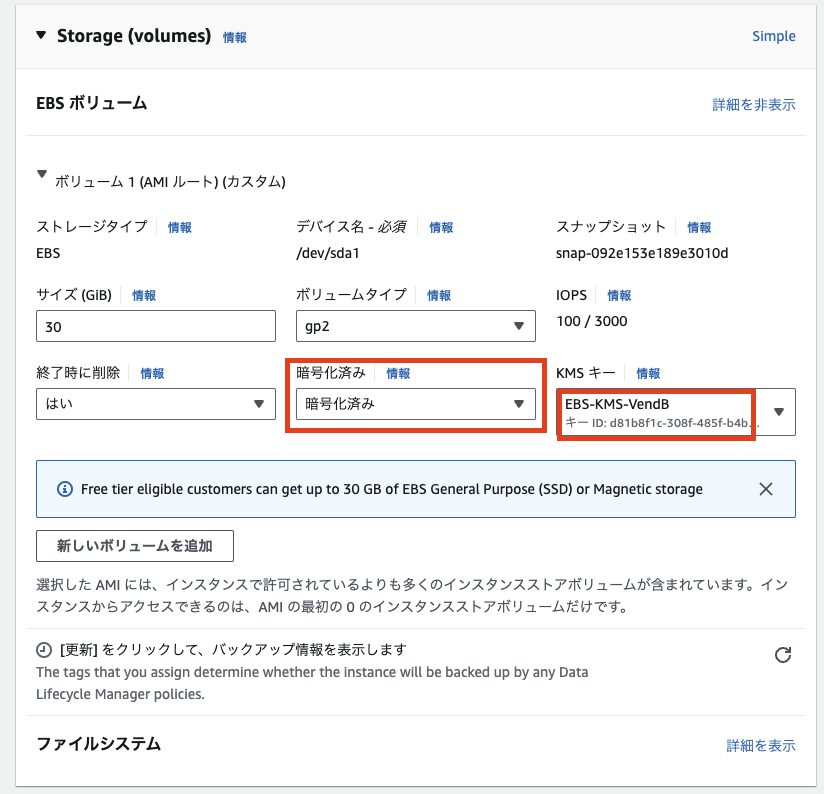 Storage (volumes) 情報 Simple
EBS ボリューム 詳細を非表示
ボリューム 1 (AMI ルート) (カスタム)
ストレージタイプ 情報 デバイス名 - 必須 情報 スナップショット 情報
EBS /dev/sda1 snap-092e153e189e3010d
サイズ (GiB) 情報 ボリュームタイプ 情報 IOPS 情報
30 gp2 100 / 3000
終了時に削除 情報 暗号化済み 情報 KMS キー 情報
はい 暗号化済み EBS-KMS-VendB
キー ID: d81b8f1c-308f-485f-b4b...
Free tier eligible customers can get up to 30 GB of EBS General Purpose (SSD) or Magnetic storage
新しいボリュームを追加
選択した AMI には、インスタンスで許可されているよりも多くのインスタンスストアボリュームが含まれています。イン
スタンスからアクセスできるのは、AMI の最初の 0 のインスタンスストアボリュームだけです。
[更新] をクリックして、バックアップ情報を表示します
The tags that you assign determine whether the instance will be backed up by any Data
Lifecycle Manager policies.
ファイルシステム 詳細を表示